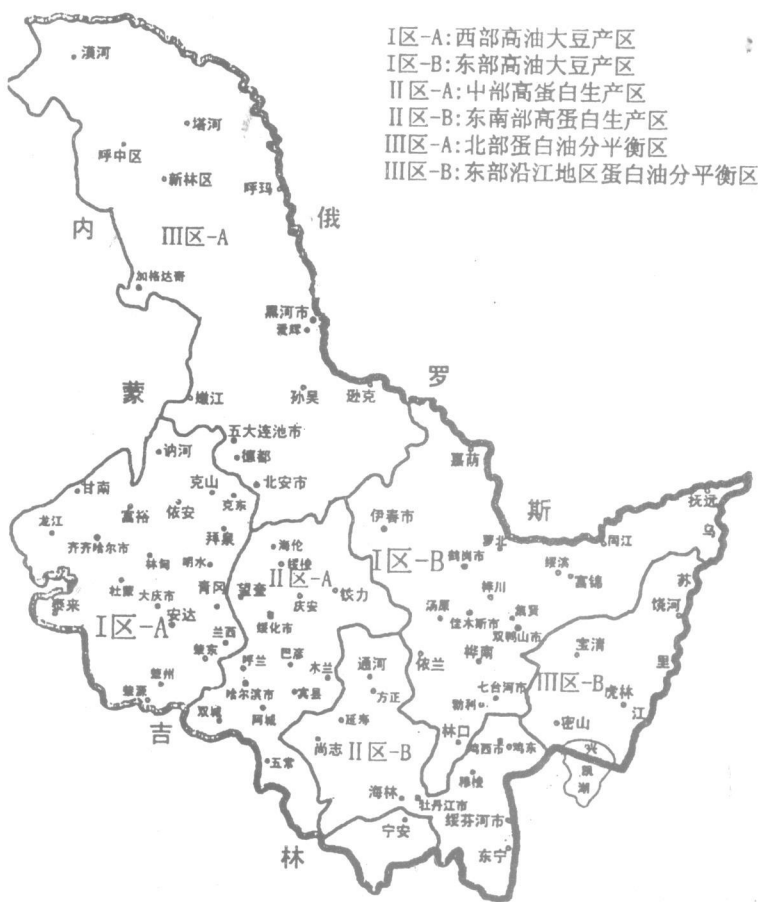 I区-A:西部高油大豆产区
I区-B:东部高油大豆产区
II区-A:中部高蛋白生产区
II区-B:东南部高蛋白生产区
III区-A:北部蛋白油分平衡区
III区-B:东部沿江地区蛋白油分平衡区
漠河
塔河
呼中区
新林区
呼玛
内
俄
III区-A
加格达奇
黑河市
爱辉
蒙
罗
嫩江
孙吴
逊克
五大连池市
讷河
德都
嘉荫
甘南
克山
克东
北安市
斯
抚远
龙江
富裕
依安
伊春市
乌
齐齐哈尔市
拜泉
海伦
I区-B
萝北
同江
林甸
明水
绥棱
鹤岗市
绥滨
富锦
苏
II区-A
杜蒙
大庆市
青冈
望奎
庆安
铁力
桦川
饶河
泰来
I区-A
安达
绥化市
汤原
佳木斯市
集贤
双鸭山市
兰西
肇东
呼兰
巴彦
木兰
通河
依兰
桦南
宝清
里
肇州
肇源
哈尔滨市
宾县
方正
七台河市
勃利
III区-B
虎林
江
吉
双城
阿城
延寿
密山
尚志
II区-B
林口
鸡西市
鸡东
兴
凯
湖
五常
穆棱
海林
牡丹江市
宁安
绥芬河市
林
东宁